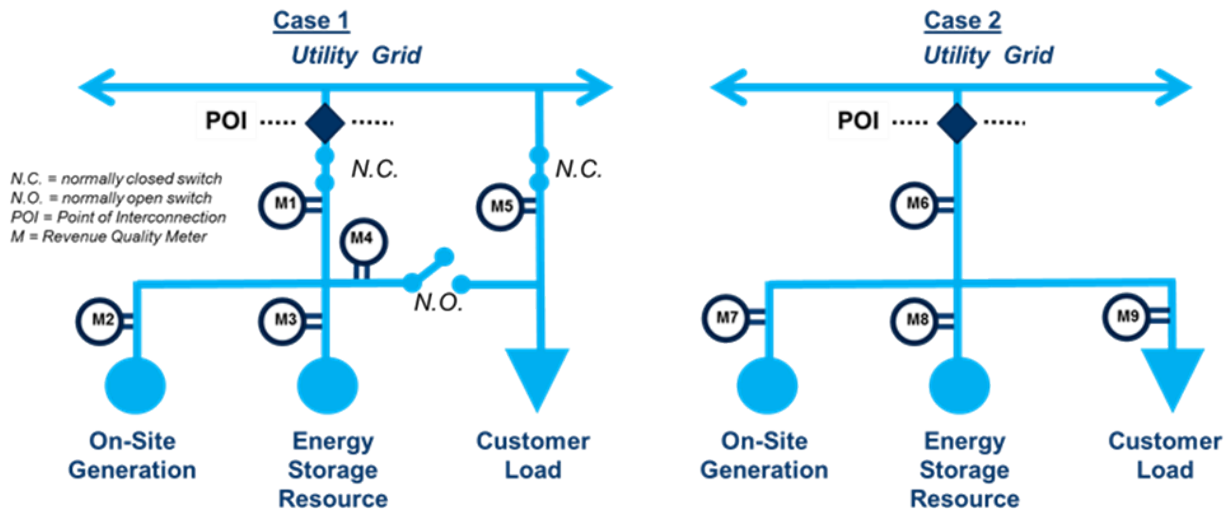 Case 1
Utility Grid
POI
N.C.
N.C.
N.C. = normally closed switch
N.O. = normally open switch
POI = Point of Interconnection
M = Revenue Quality Meter
M1
M5
M4
N.O.
M2
M3
On-Site
Generation
Energy
Storage
Resource
Customer
Load
Case 2
Utility Grid
POI
M6
M7
M8
M9
On-Site
Generation
Energy
Storage
Resource
Customer
Load